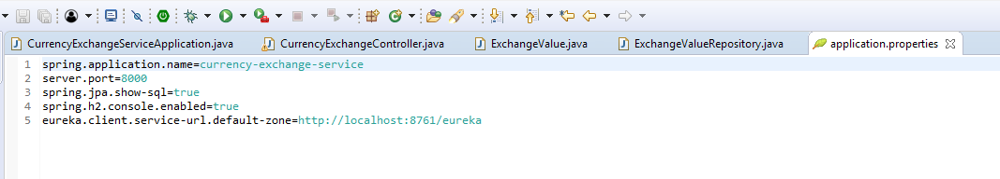 CurrencyExchangeServiceApplication.java CurrencyExchangeController.java ExchangeValue.java ExchangeValueRepository.java application.properties
1 spring.application.name=currency-exchange-service
2 server.port=8000
3 spring.jpa.show-sql=true
4 spring.h2.console.enabled=true
5 eureka.client.service-url.default-zone=http://localhost:8761/eureka